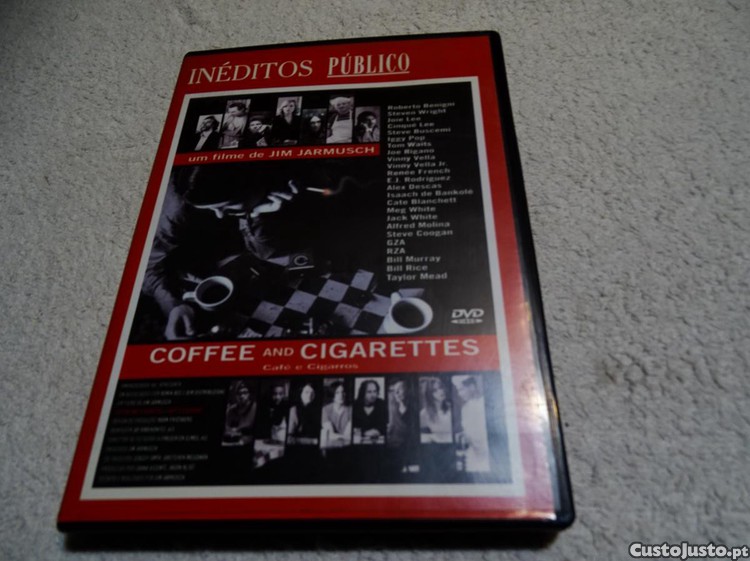 INÉDITOS PÚBLICO
um filme de JIM JARMUSCH
Roberto Benigni
Steven Wright
Joie Lee
Cinqué Lee
Steve Buscemi
Iggy Pop
Tom Waits
Joe Rigano
Vinny Vella
Vinny Vella Jr.
Renée French
E.J. Rodriguez
Alex Descas
Isaach de Bankolé
Cate Blanchett
Meg White
Jack White
Alfred Molina
Steve Coogan
GZA
RZA
Bill Murray
Bill Rice
Taylor Mead
DVD
COFFEE AND CIGARETTES
Café e Cigarros
CustoJusto.pt